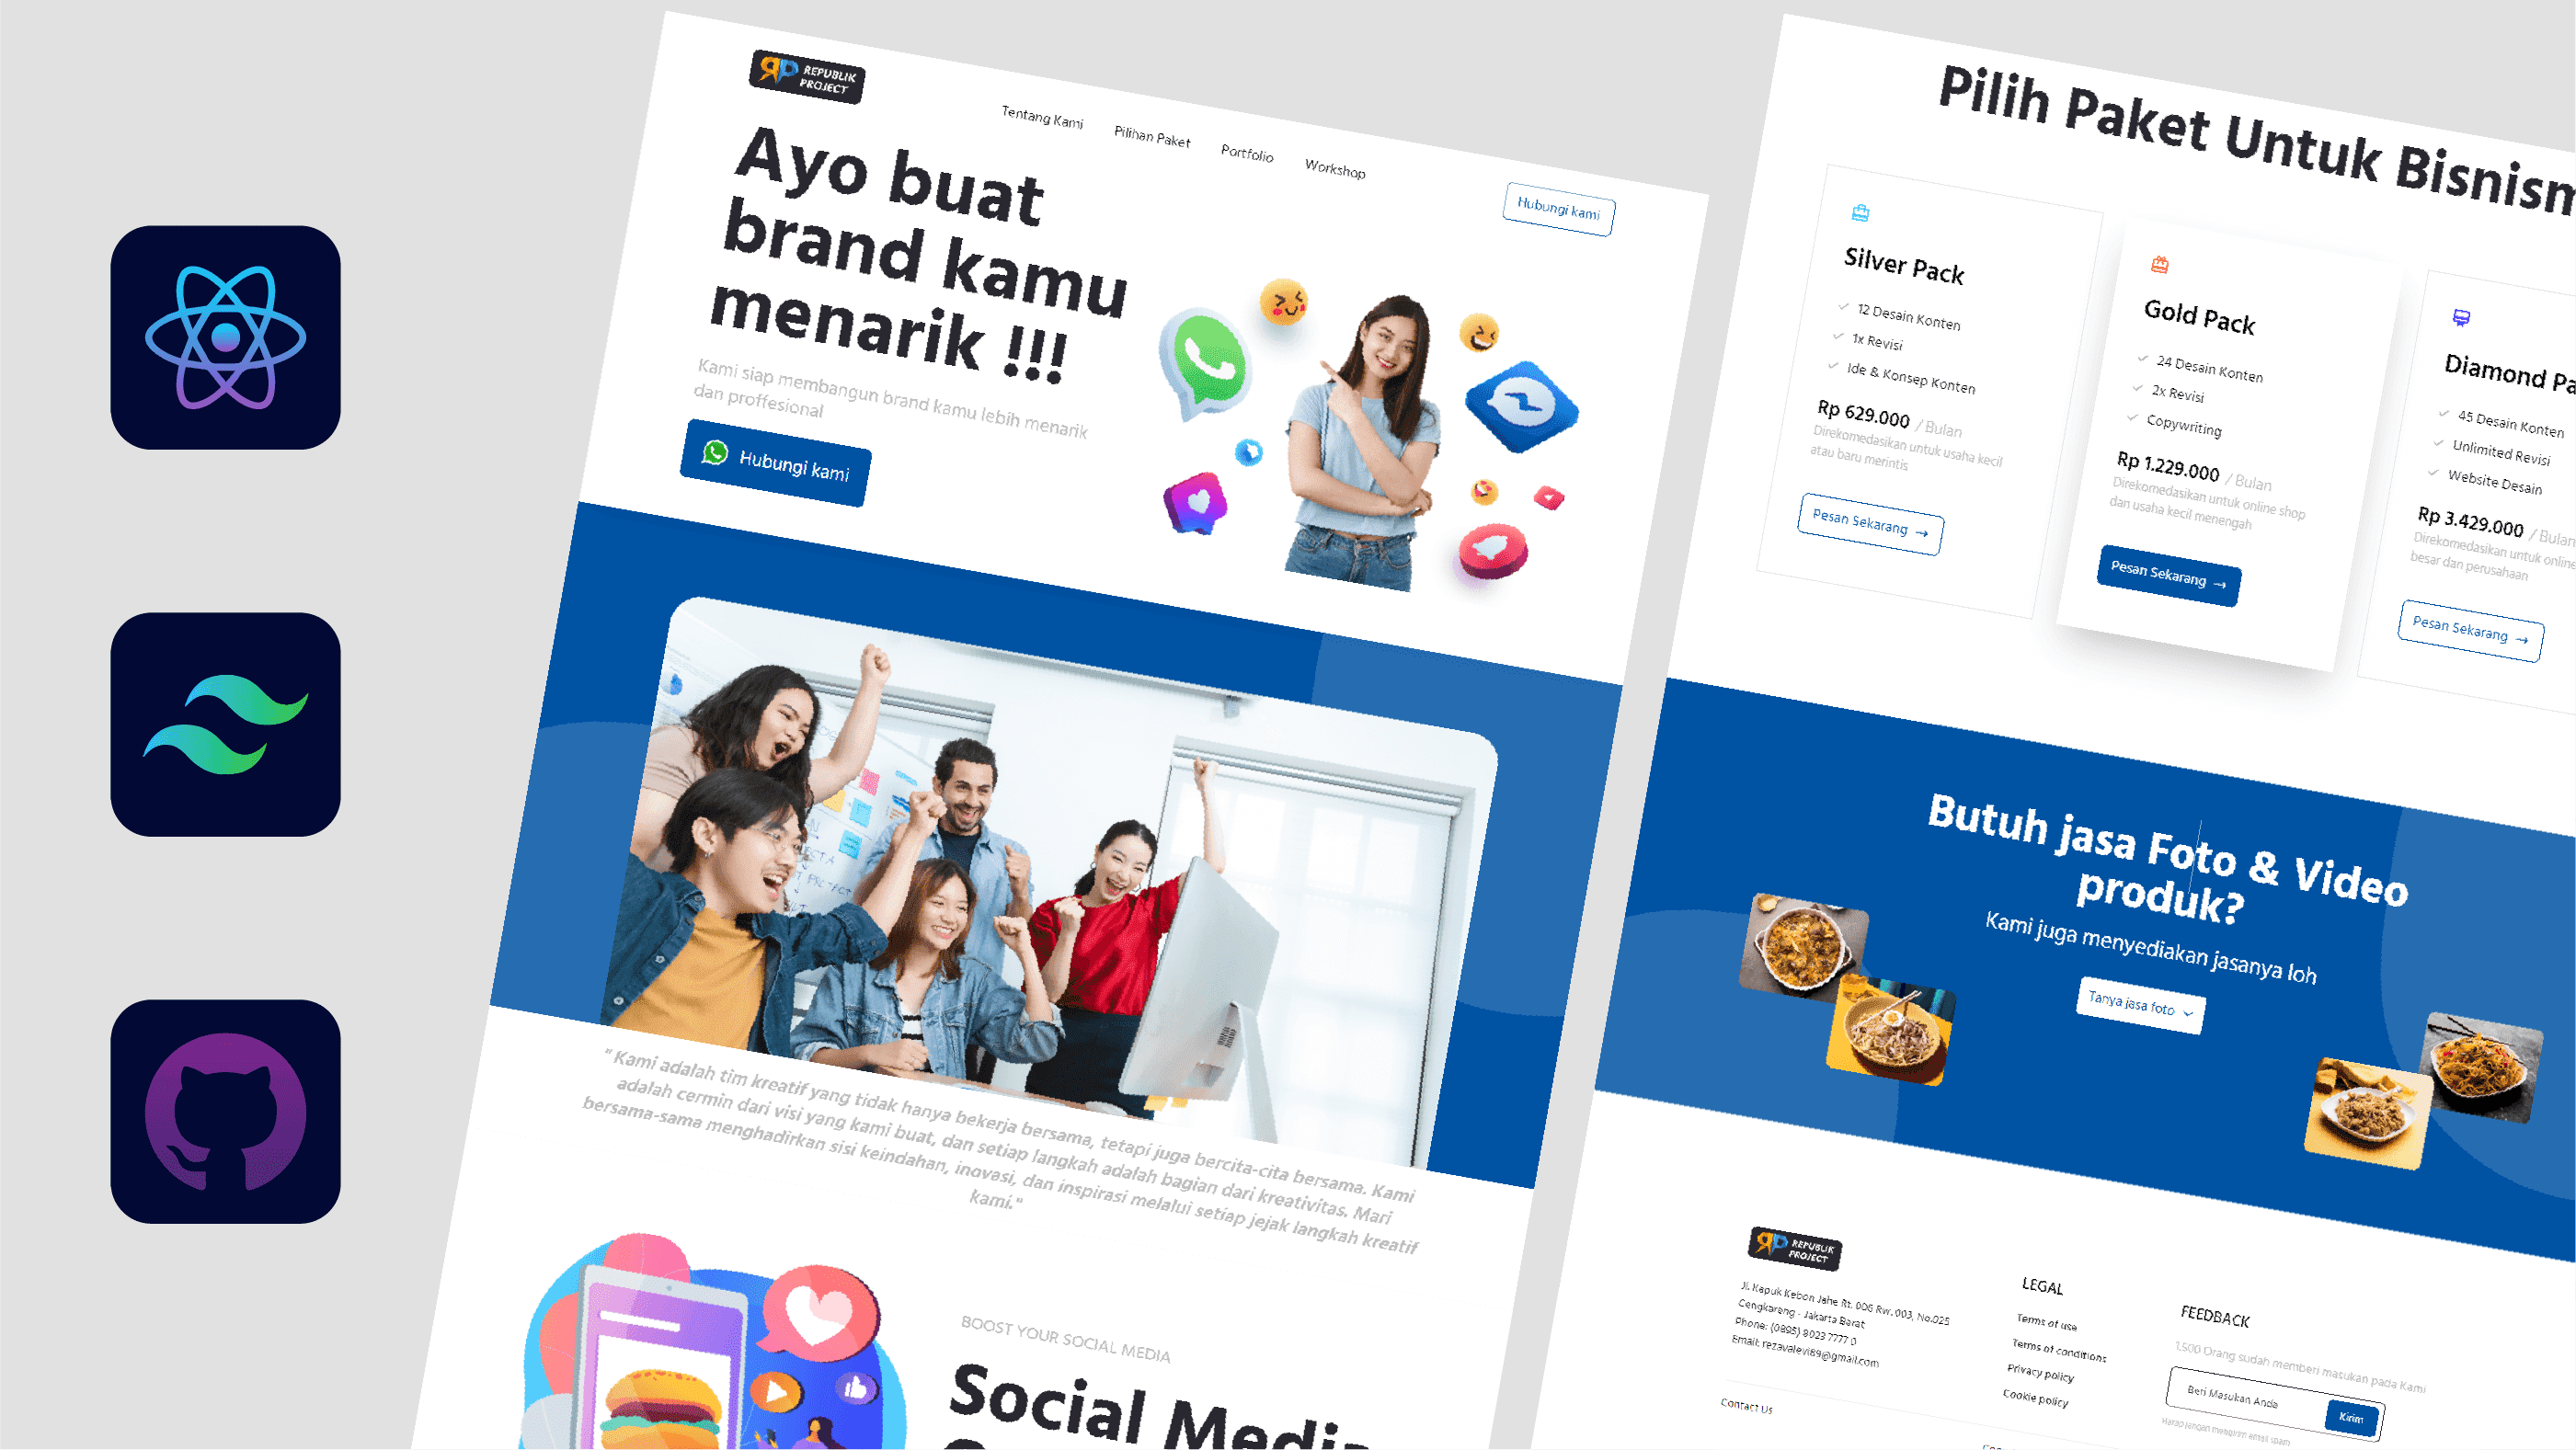 REPUBLIK
PROJECT
Tentang Kami
Pilihan Paket
Portfolio
Workshop
Hubungi kami
Ayo buat
brand kamu
menarik !!!
Kami siap membangun brand kamu lebih menarik
dan proffesional
Hubungi kami
" Kami adalah tim kreatif yang tidak hanya bekerja bersama, tetapi juga bercita-cita bersama. Kami
adalah cermin dari visi yang kami buat, dan setiap langkah adalah bagian dari kreativitas. Mari
bersama-sama menghadirkan sisi keindahan, inovasi, dan inspirasi melalui setiap jejak langkah kreatif
kami."
BOOST YOUR SOCIAL MEDIA
Social Media
Pilih Paket Untuk Bisnism
Silver Pack
12 Desain Konten
1x Revisi
Ide & Konsep Konten
Rp 629.000 / Bulan
Direkomedasikan untuk usaha kecil
atau baru merintis
Pesan Sekarang →
Gold Pack
24 Desain Konten
2x Revisi
Copywriting
Rp 1.229.000 / Bulan
Direkomedasikan untuk online shop
dan usaha kecil menengah
Pesan Sekarang →
Diamond Pa
45 Desain Konten
Unlimited Revisi
Website Desain
Rp 3.429.000 / Bulan
Direkomedasikan untuk online
besar dan perusahaan
Pesan Sekarang →
Butuh jasa Foto & Video
produk?
Kami juga menyediakan jasanya loh
Tanya jasa foto
REPUBLIK
PROJECT
Jl. Kapuk Kebon Jahe Rt. 006 Rw. 003, No.025
Cengkareng - Jakarta Barat
Phone: (0895) 8023 7777 0
Email: rezavalevi89@gmail.com
Contact Us
LEGAL
Terms of use
Terms of conditions
Privacy policy
Cookie policy
FEEDBACK
1,500 Orang sudah memberi masukan pada Kami
Beri Masukan Anda
Kirim
Harap jangan mengirim email spam